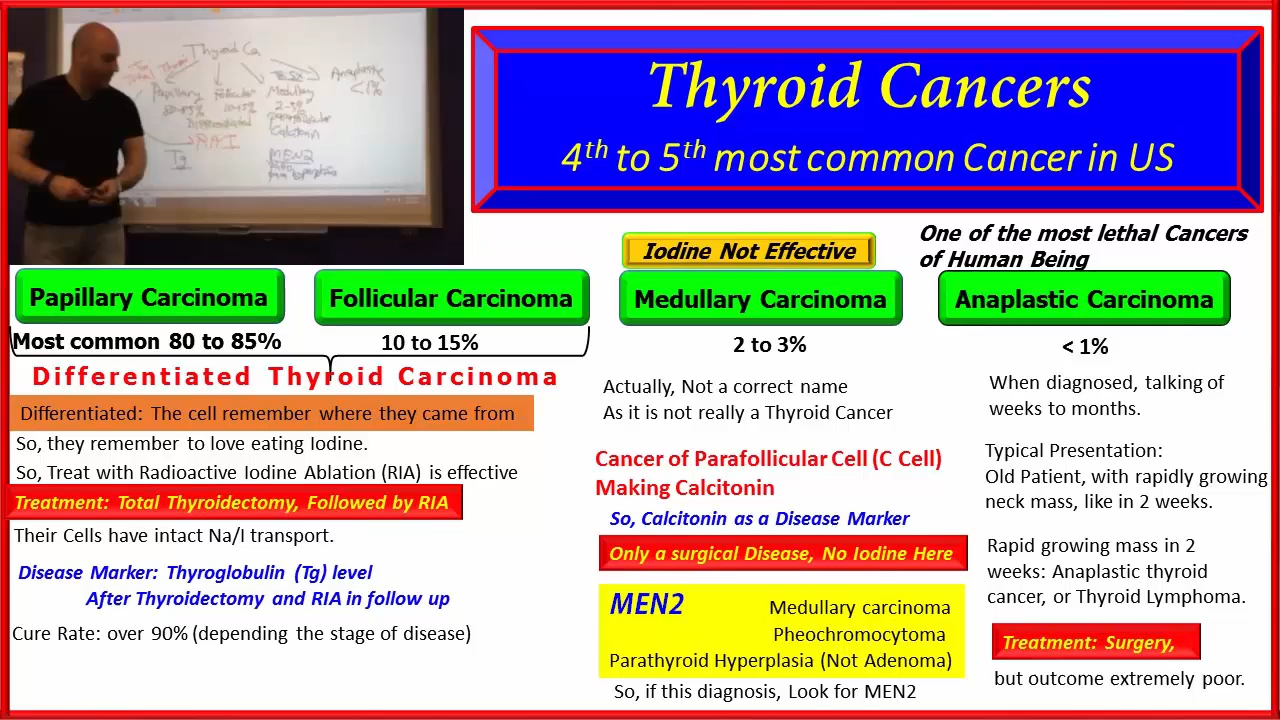 Thyroid Ca
Papillary
80-85%
Follicular
10-15%
Medullary
2-3%
Anaplastic
<1%
Differentiated
Parafollicular
Calcitonin
RAI
Tg
MEN2
Thyroid Cancers
4th to 5th most common Cancer in US
Iodine Not Effective
One of the most lethal Cancers
of Human Being
Papillary Carcinoma
Follicular Carcinoma
Medullary Carcinoma
Anaplastic Carcinoma
Most common 80 to 85%
10 to 15%
2 to 3%
< 1%
Differentiated Thyroid Carcinoma
Differentiated: The cell remember where they came from
So, they remember to love eating Iodine.
So, Treat with Radioactive Iodine Ablation (RIA) is effective
Treatment: Total Thyroidectomy, Followed by RIA
Their Cells have intact Na/I transport.
Disease Marker: Thyroglobulin (Tg) level
After Thyroidectomy and RIA in follow up
Cure Rate: over 90% (depending the stage of disease)
Actually, Not a correct name
As it is not really a Thyroid Cancer
Cancer of Parafollicular Cell (C Cell)
Making Calcitonin
So, Calcitonin as a Disease Marker
Only a surgical Disease, No Iodine Here
MEN2 Medullary carcinoma
Pheochromocytoma
Parathyroid Hyperplasia (Not Adenoma)
So, if this diagnosis, Look for MEN2
When diagnosed, talking of
weeks to months.
Typical Presentation:
Old Patient, with rapidly growing
neck mass, like in 2 weeks.
Rapid growing mass in 2
weeks: Anaplastic thyroid
cancer, or Thyroid Lymphoma.
Treatment: Surgery,
but outcome extremely poor.